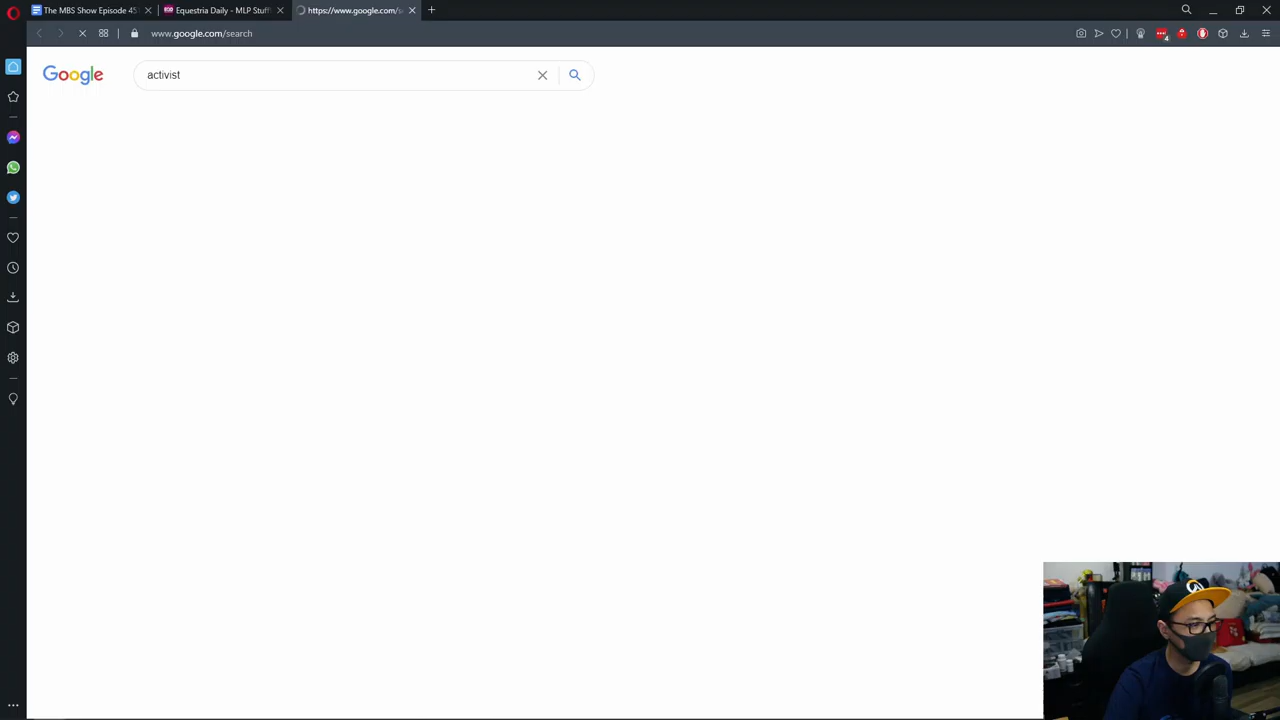 The MBS Show Episode 45
Equestria Daily - MLP Stuff
https://www.google.com/s
www.google.com/search
4
Google
activist